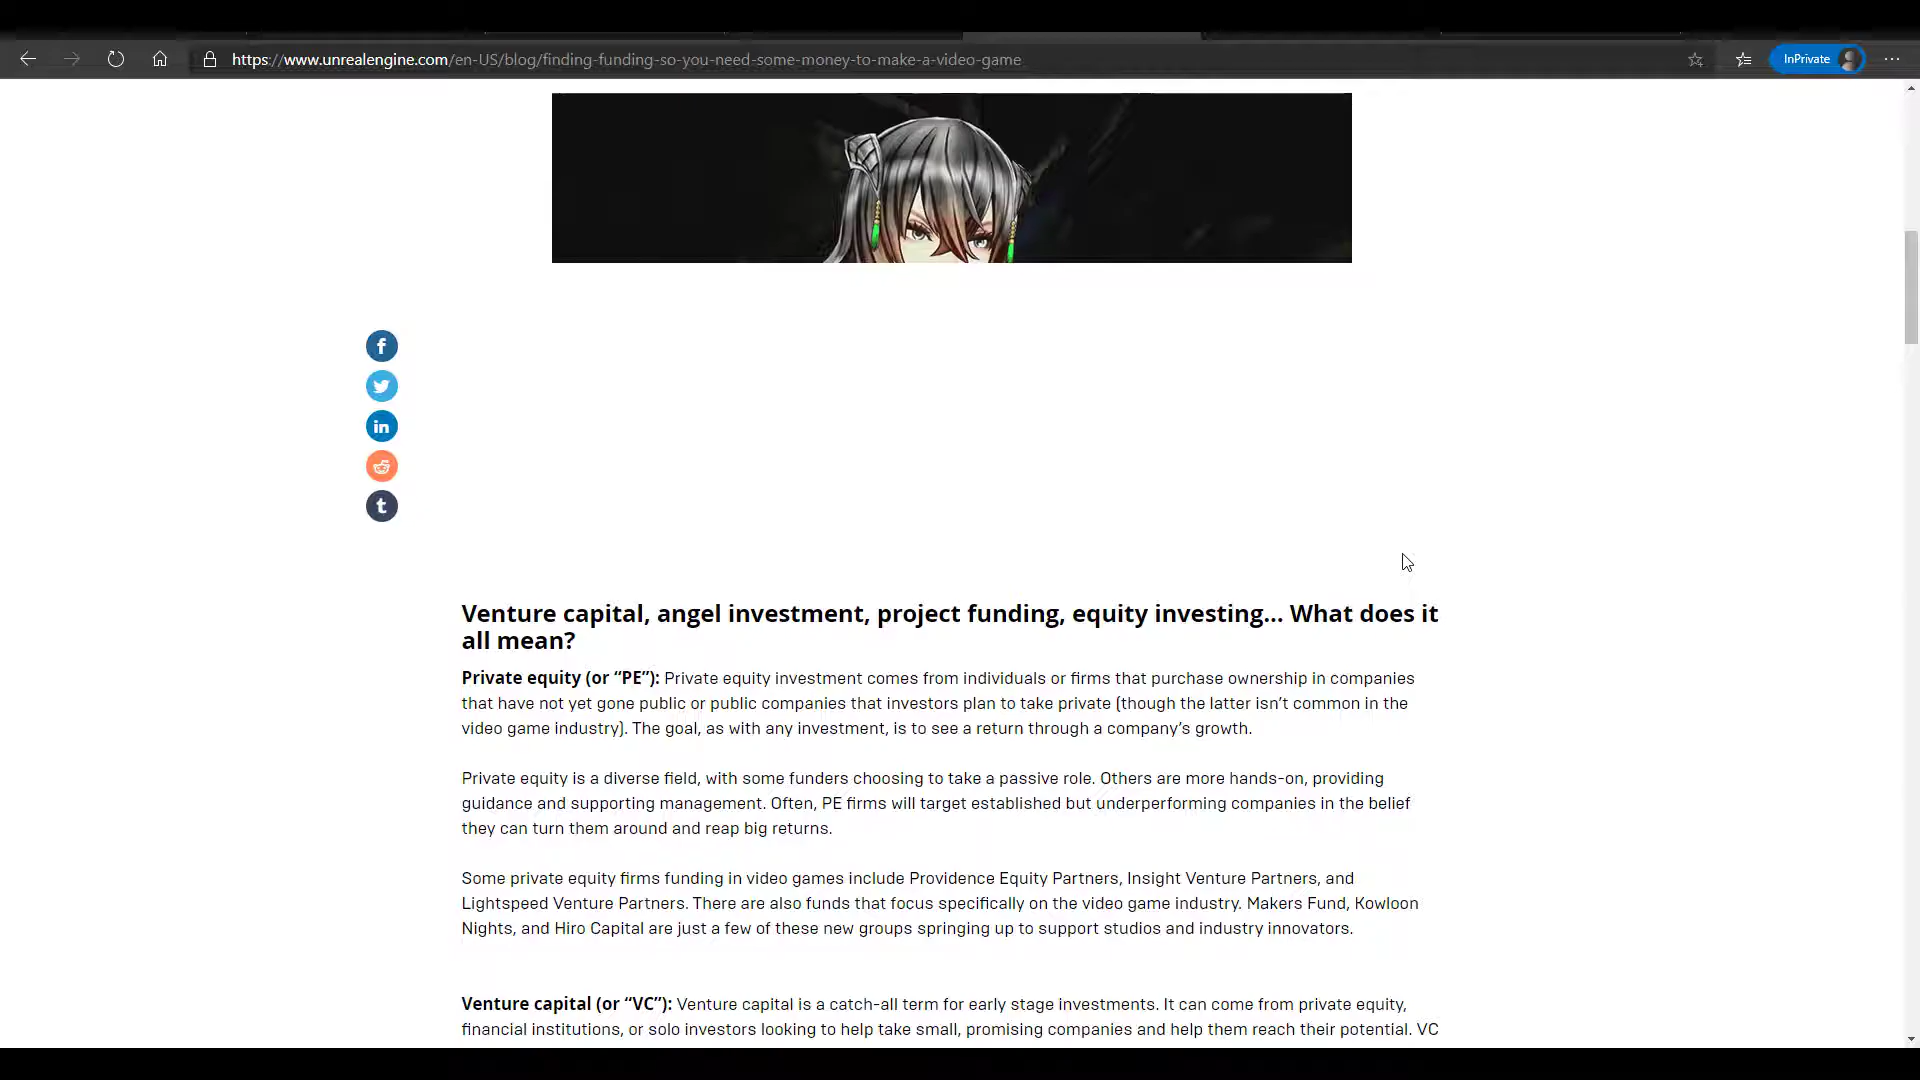 https://www.unrealengine.com/en-US/blog/finding-funding-so-you-need-some-money-to-make-a-video-game
InPrivate
f
in
t
Venture capital, angel investment, project funding, equity investing... What does it
all mean?
Private equity (or “PE”): Private equity investment comes from individuals or firms that purchase ownership in companies
that have not yet gone public or public companies that investors plan to take private (though the latter isn’t common in the
video game industry). The goal, as with any investment, is to see a return through a company’s growth.
Private equity is a diverse field, with some funders choosing to take a passive role. Others are more hands-on, providing
guidance and supporting management. Often, PE firms will target established but underperforming companies in the belief
they can turn them around and reap big returns.
Some private equity firms funding in video games include Providence Equity Partners, Insight Venture Partners, and
Lightspeed Venture Partners. There are also funds that focus specifically on the video game industry. Makers Fund, Kowloon
Nights, and Hiro Capital are just a few of these new groups springing up to support studios and industry innovators.
Venture capital (or “VC”): Venture capital is a catch-all term for early stage investments. It can come from private equity,
financial institutions, or solo investors looking to help take small, promising companies and help them reach their potential. VC